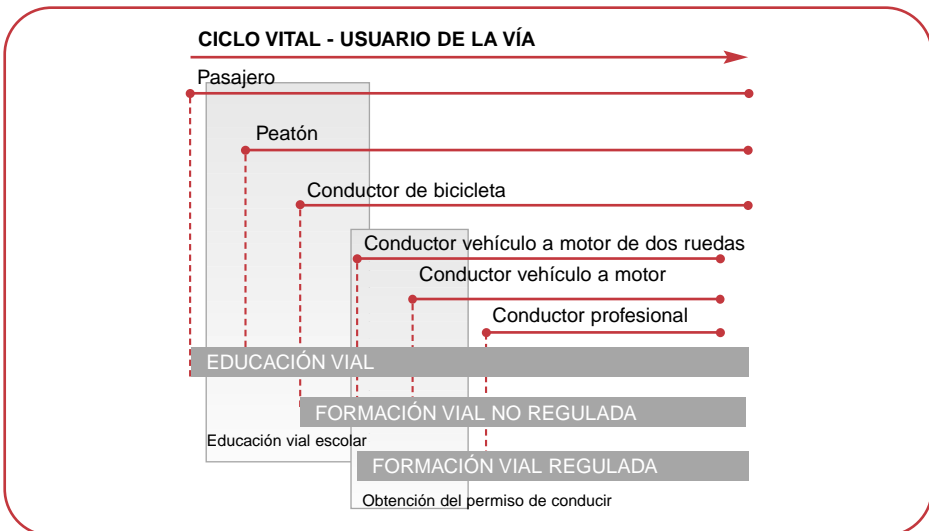 CICLO VITAL - USUARIO DE LA VÍA
Pasajero
Peatón
Conductor de bicicleta
Conductor vehículo a motor de dos ruedas
Conductor vehículo a motor
Conductor profesional
EDUCACIÓN VIAL
FORMACIÓN VIAL NO REGULADA
Educación vial escolar
FORMACIÓN VIAL REGULADA
Obtención del permiso de conducir